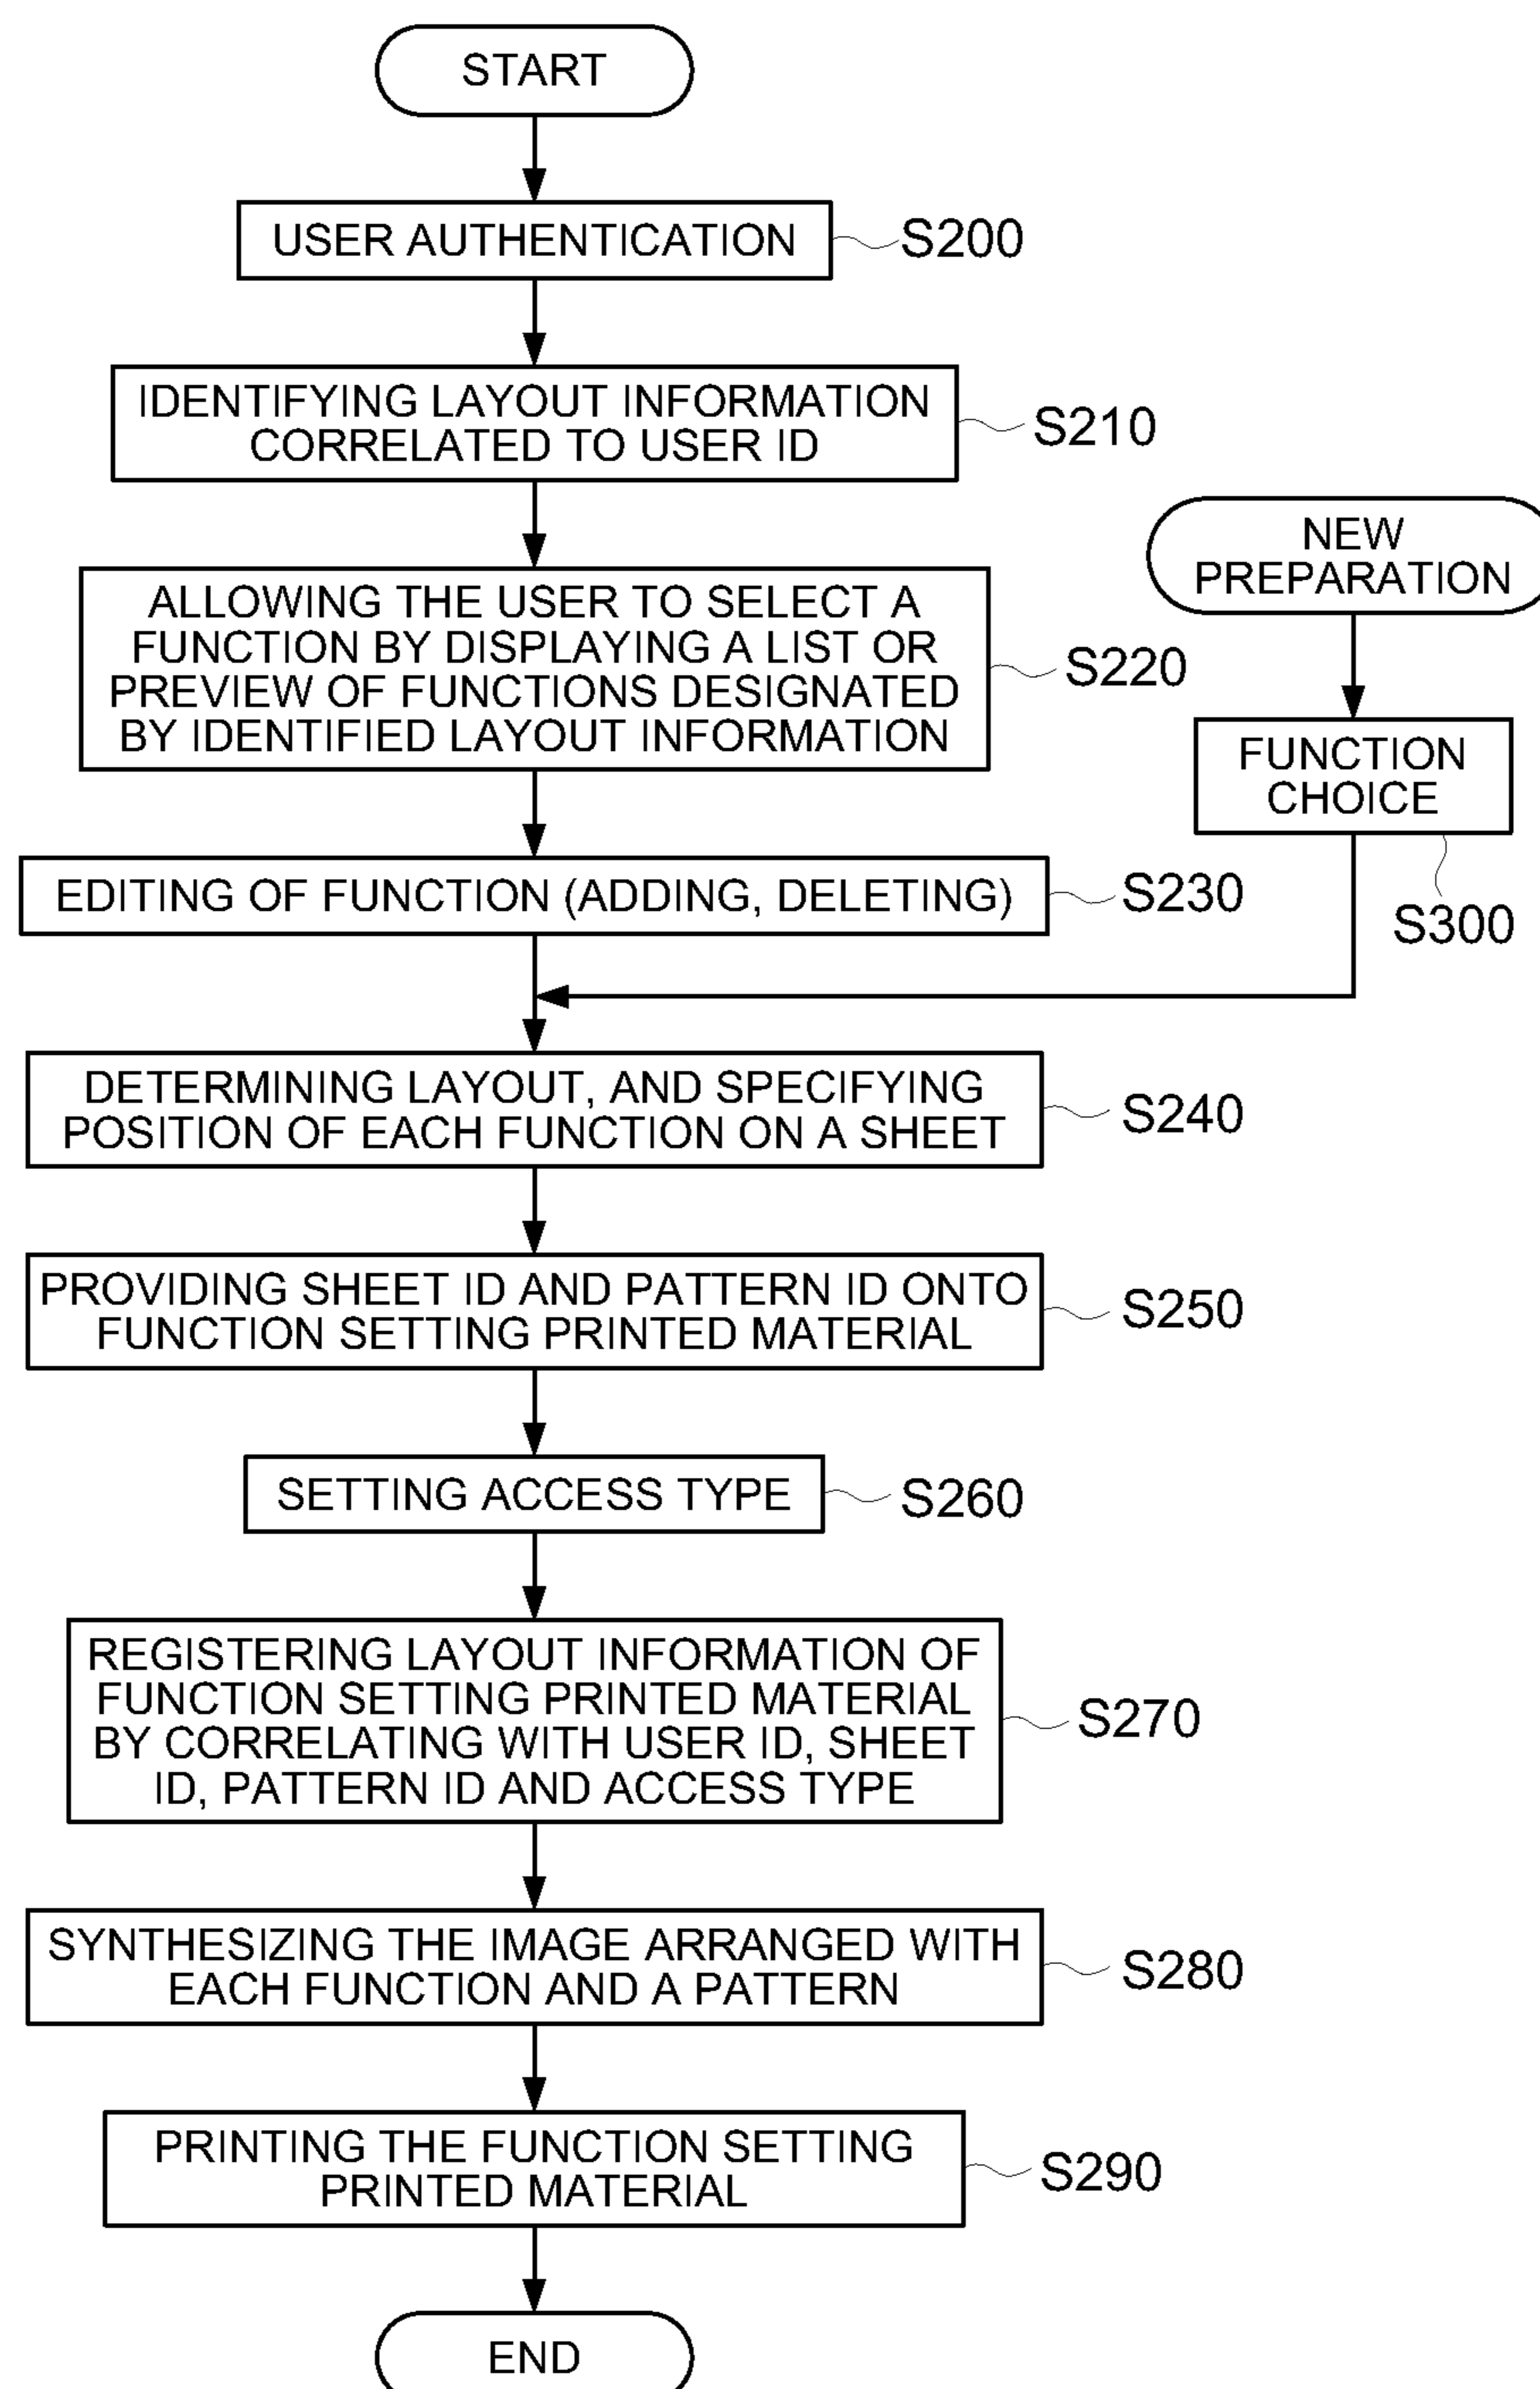 START
USER AUTHENTICATION
S200
IDENTIFYING LAYOUT INFORMATION
CORRELATED TO USER ID
S210
ALLOWING THE USER TO SELECT A
FUNCTION BY DISPLAYING A LIST OR
PREVIEW OF FUNCTIONS DESIGNATED
BY IDENTIFIED LAYOUT INFORMATION
S220
NEW
PREPARATION
FUNCTION
CHOICE
S300
EDITING OF FUNCTION (ADDING, DELETING)
S230
DETERMINING LAYOUT, AND SPECIFYING
POSITION OF EACH FUNCTION ON A SHEET
S240
PROVIDING SHEET ID AND PATTERN ID ONTO
FUNCTION SETTING PRINTED MATERIAL
S250
SETTING ACCESS TYPE
S260
REGISTERING LAYOUT INFORMATION OF
FUNCTION SETTING PRINTED MATERIAL
BY CORRELATING WITH USER ID, SHEET
ID, PATTERN ID AND ACCESS TYPE
S270
SYNTHESIZING THE IMAGE ARRANGED WITH
EACH FUNCTION AND A PATTERN
S280
PRINTING THE FUNCTION SETTING
PRINTED MATERIAL
S290
END